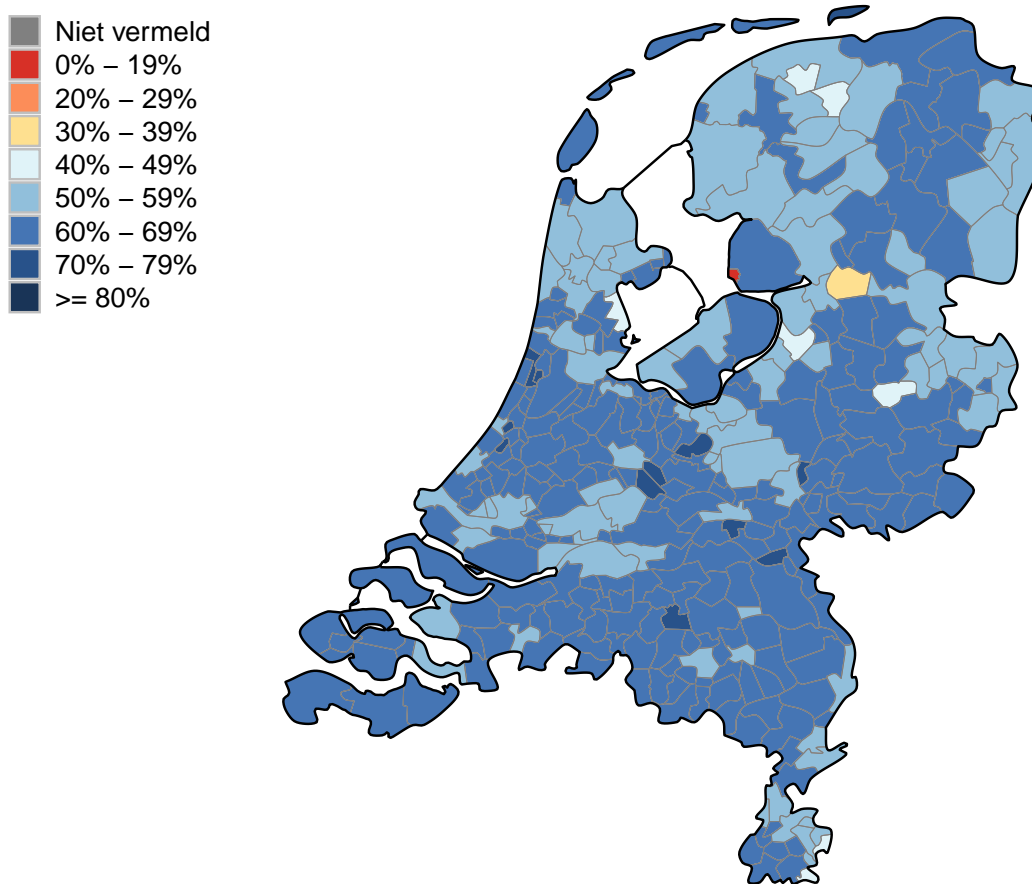 Niet vermeld
0% – 19%
20% – 29%
30% – 39%
40% – 49%
50% – 59%
60% – 69%
70% – 79%
>= 80%